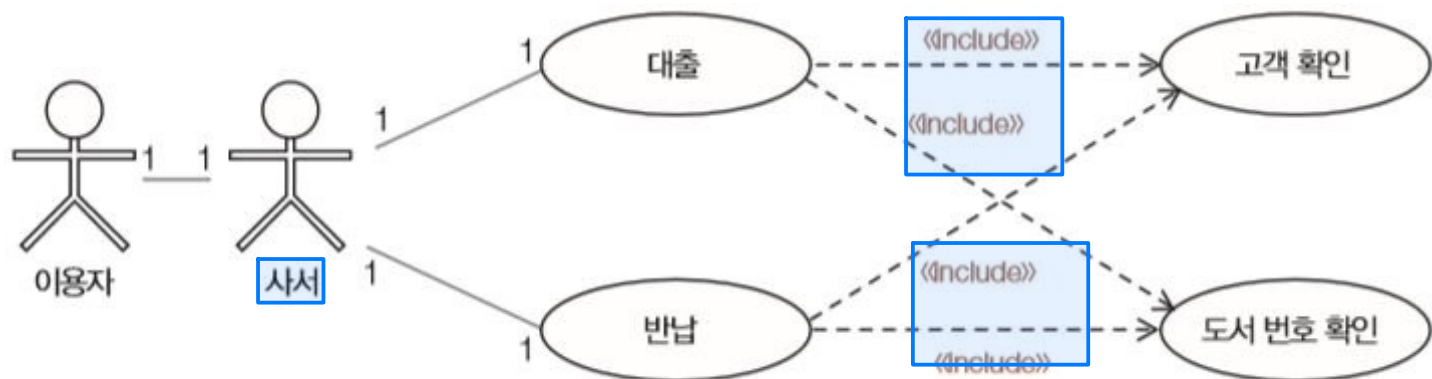 1
대출
《include》
고객 확인
1
《include》
1
1
이용자
사서
1
《include》
1
반납
도서 번호 확인
《include》